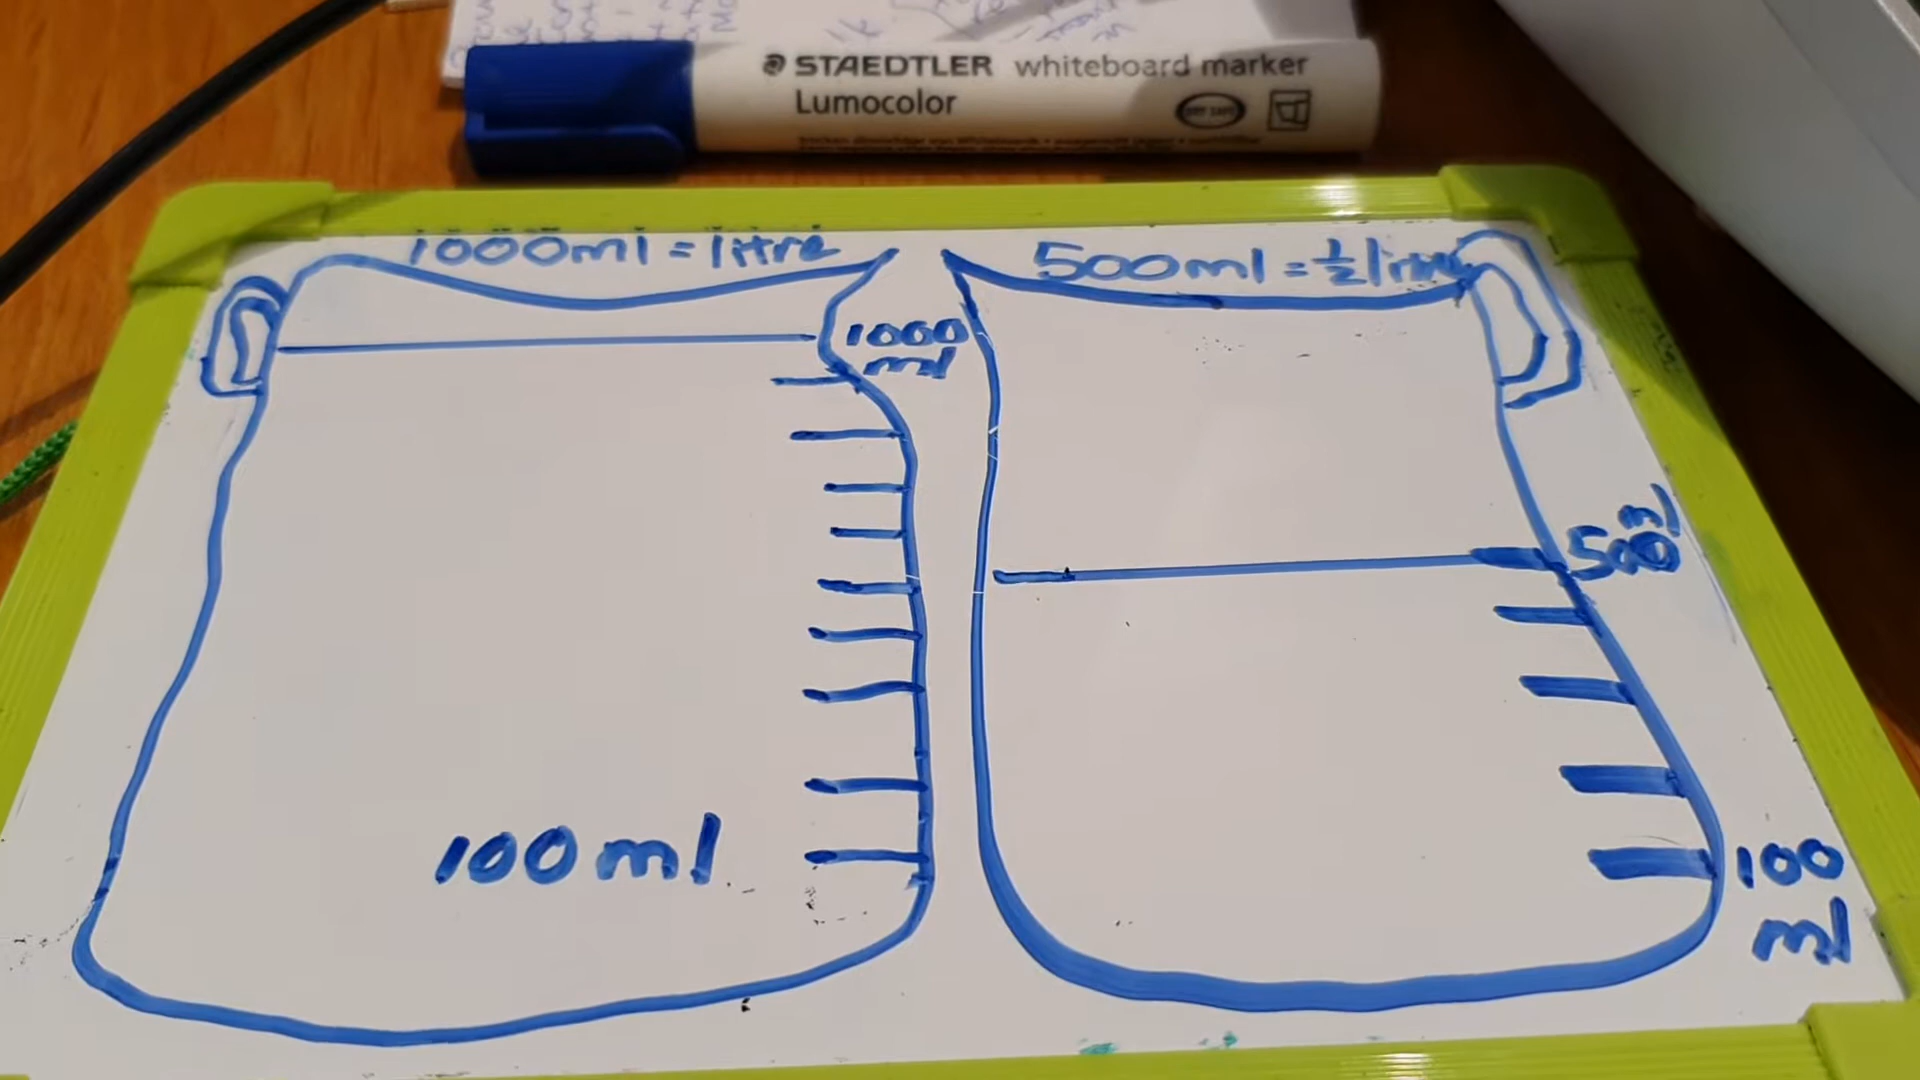 STAEDTLER whiteboard marker
Lumocolor
1000ml = litre
500ml = ½ litre
1000
ml
500
ml
100ml
100
ml